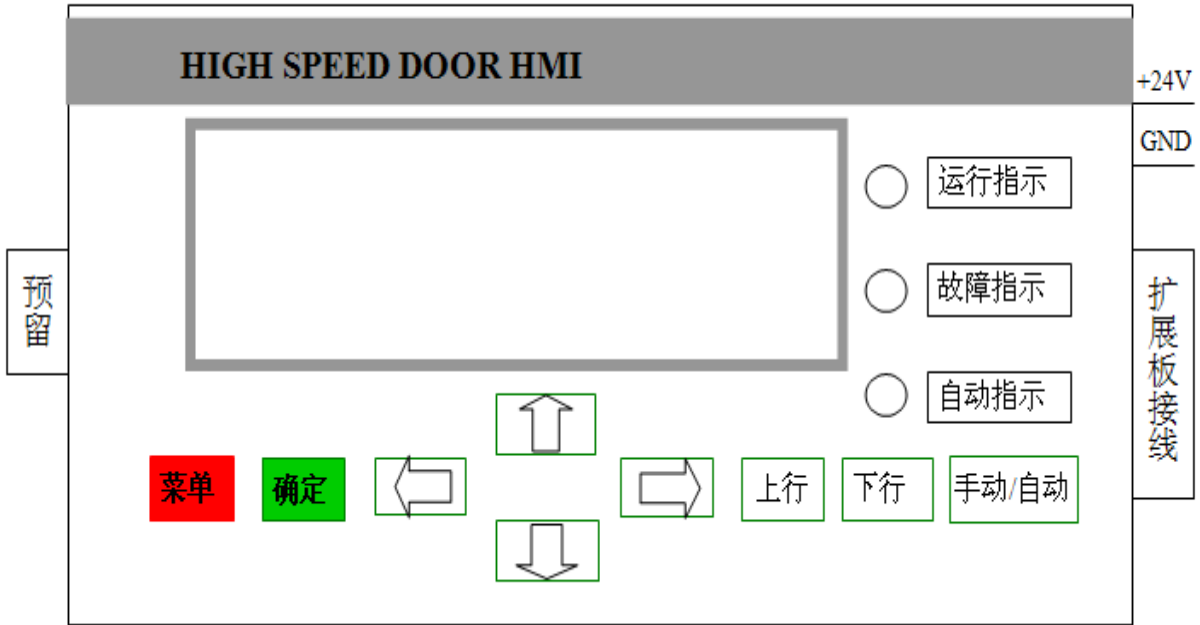 HIGH SPEED DOOR HMI
+24V
GND
运行指示
故障指示
自动指示
预留
扩展板接线
菜单
确定
上行
下行
手动/自动